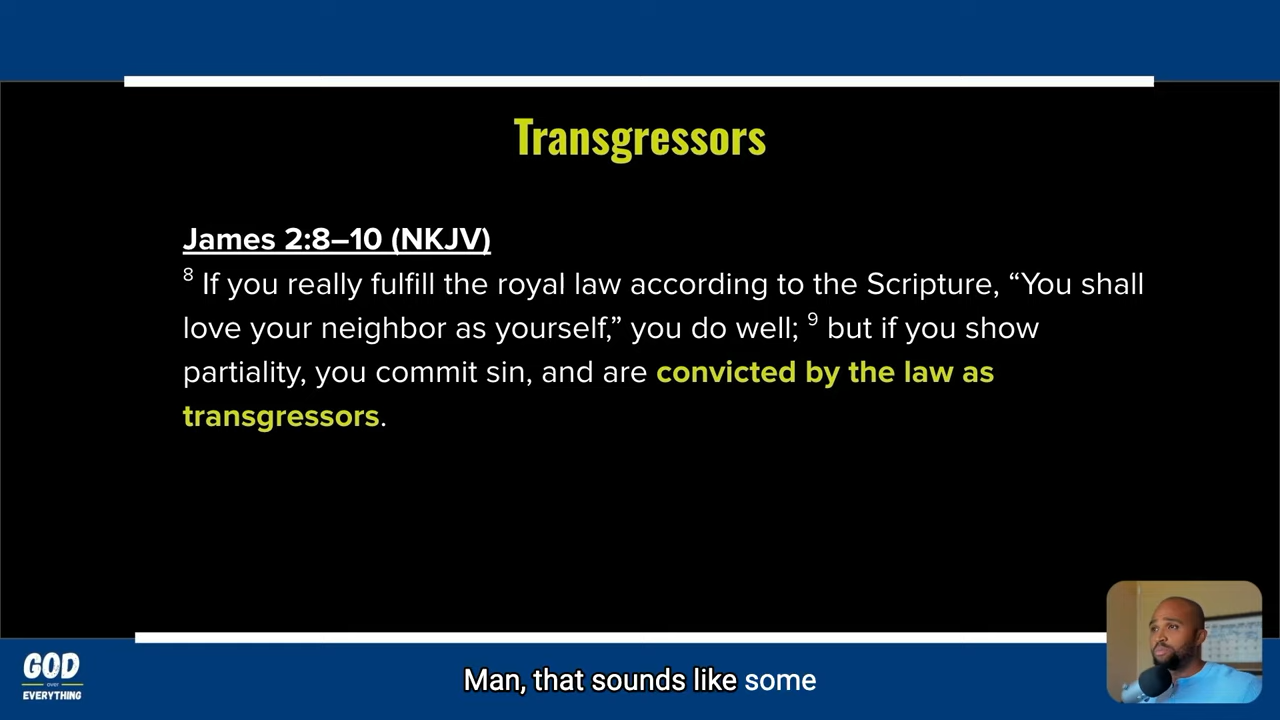 Transgressors
James 2:8–10 (NKJV)
8 If you really fulfill the royal law according to the Scripture, “You shall
love your neighbor as yourself,” you do well; 9 but if you show
partiality, you commit sin, and are convicted by the law as
transgressors.
GOD
over
EVERYTHING
Man, that sounds like some